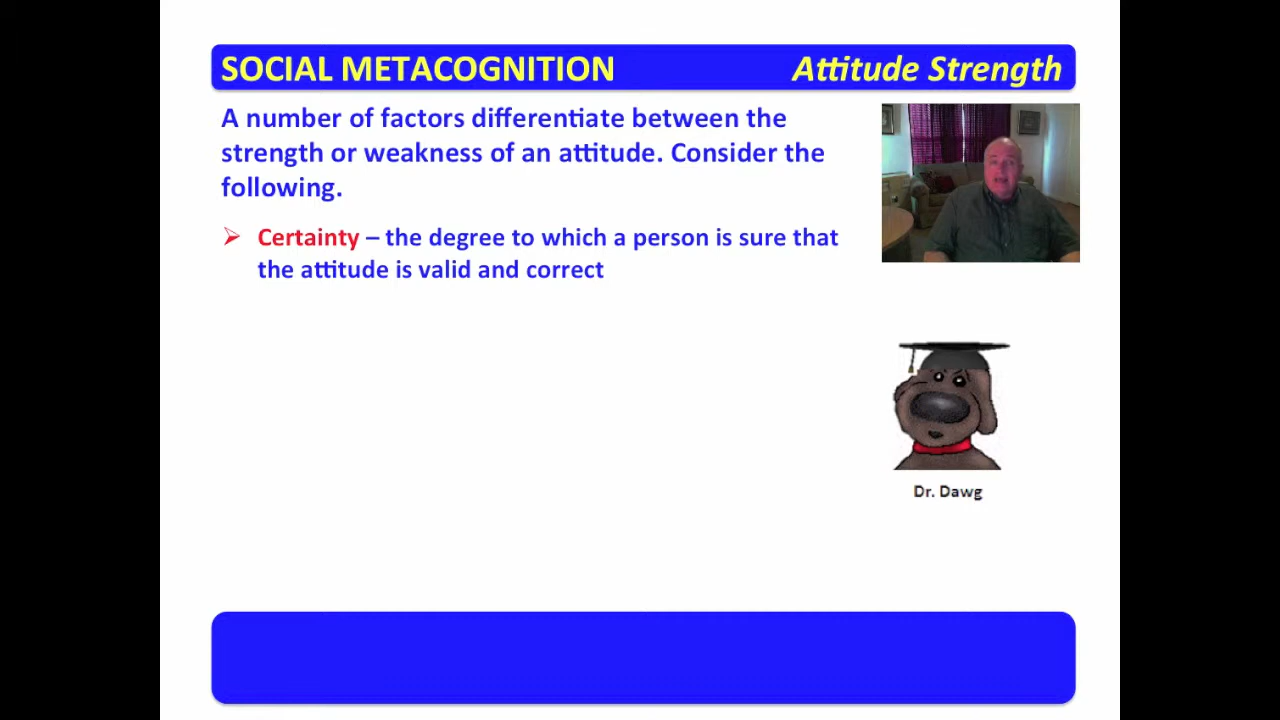 SOCIAL METACOGNITION Attitude Strength
A number of factors differentiate between the
strength or weakness of an attitude. Consider the
following.
Certainty – the degree to which a person is sure that
the attitude is valid and correct
Dr. Dawg